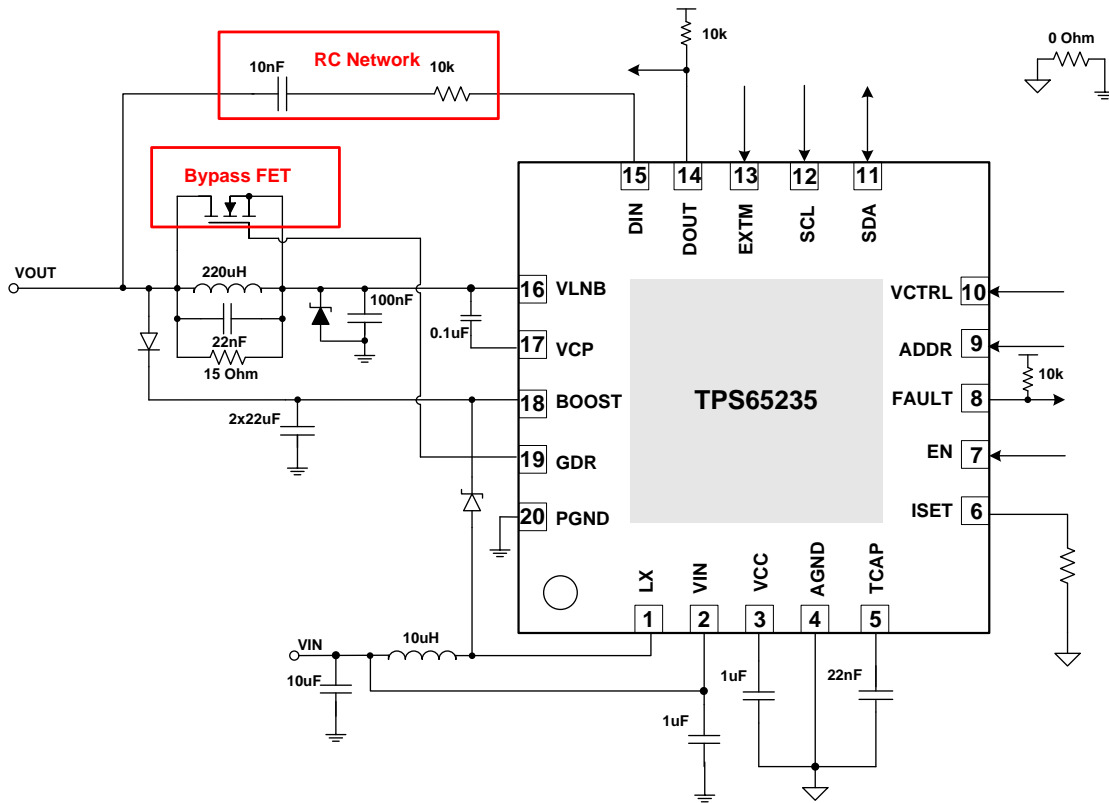 0 Ohm
10k
RC Network
10nF
10k
Bypass FET
15
14
13
12
11
DIN
DOUT
EXTM
SCL
SDA
VOUT
220uH
22nF
15 Ohm
100nF
0.1uF
2x22uF
16 VLNB
17 VCP
18 BOOST
19 GDR
20 PGND
TPS65235
VCTRL 10
ADDR 9
10k
FAULT 8
EN 7
ISET 6
LX
VIN
VCC
AGND
TCAP
1
2
3
4
5
VIN
10uH
10uF
1uF
1uF
22nF